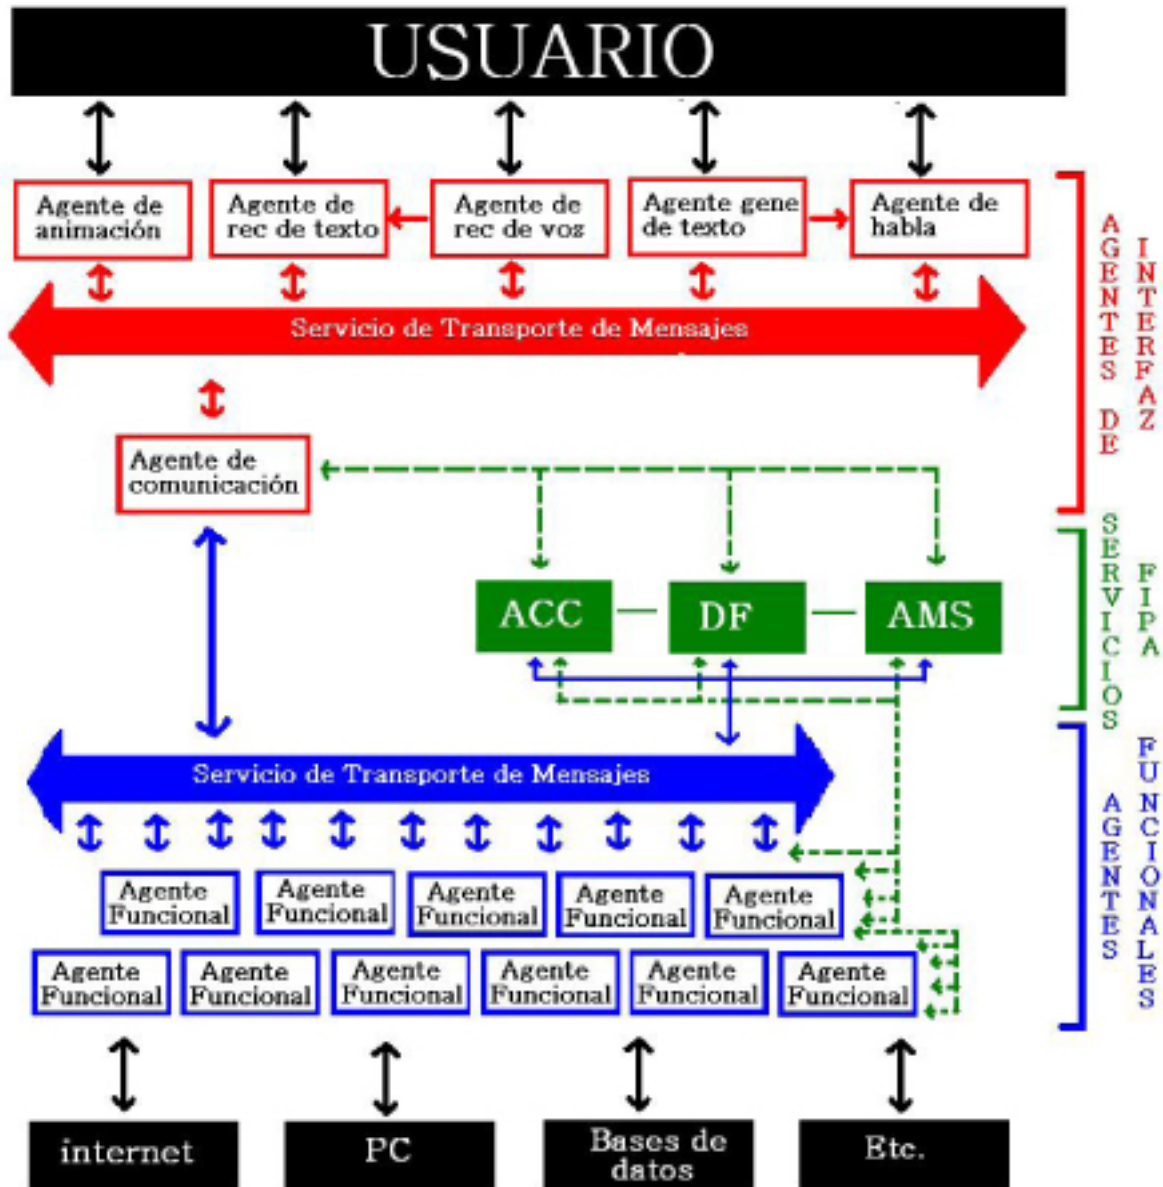 USUARIO
Agente de
animación
Agente de
rec de texto
Agente de
rec de voz
Agente gene
de texto
Agente de
habla
Servicio de Transporte de Mensajes
AGENTES DE
INTERFAZ
Agente de
comunicación
ACC
DF
AMS
SERVICIOS
FIPA
Servicio de Transporte de Mensajes
AGENTES
FUNCIONALES
Agente
Funcional
Agente
Funcional
Agente
Funcional
Agente
Funcional
Agente
Funcional
Agente
Funcional
Agente
Funcional
Agente
Funcional
Agente
Funcional
Agente
Funcional
Agente
Funcional
internet
PC
Bases de
datos
Etc.